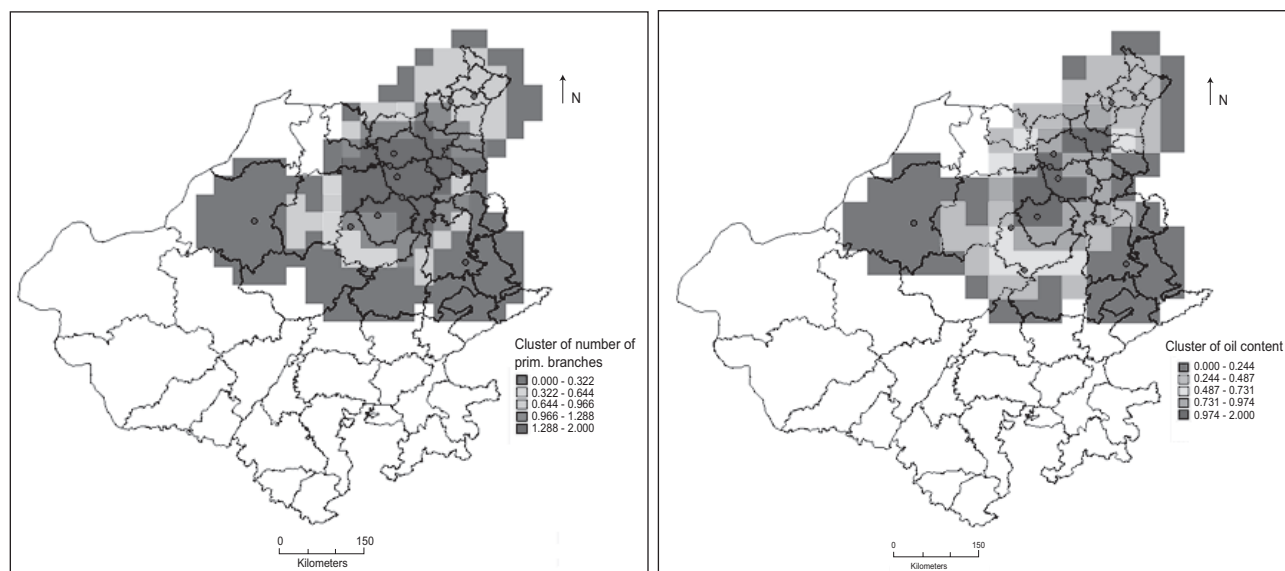 N
Cluster of number of
prim. branches
0.000 - 0.322
0.322 - 0.644
0.644 - 0.966
0.966 - 1.288
1.288 - 2.000
0 150
Kilometers
N
Cluster of oil content
0.000 - 0.244
0.244 - 0.487
0.487 - 0.731
0.731 - 0.974
0.974 - 2.000
0 150
Kilometers